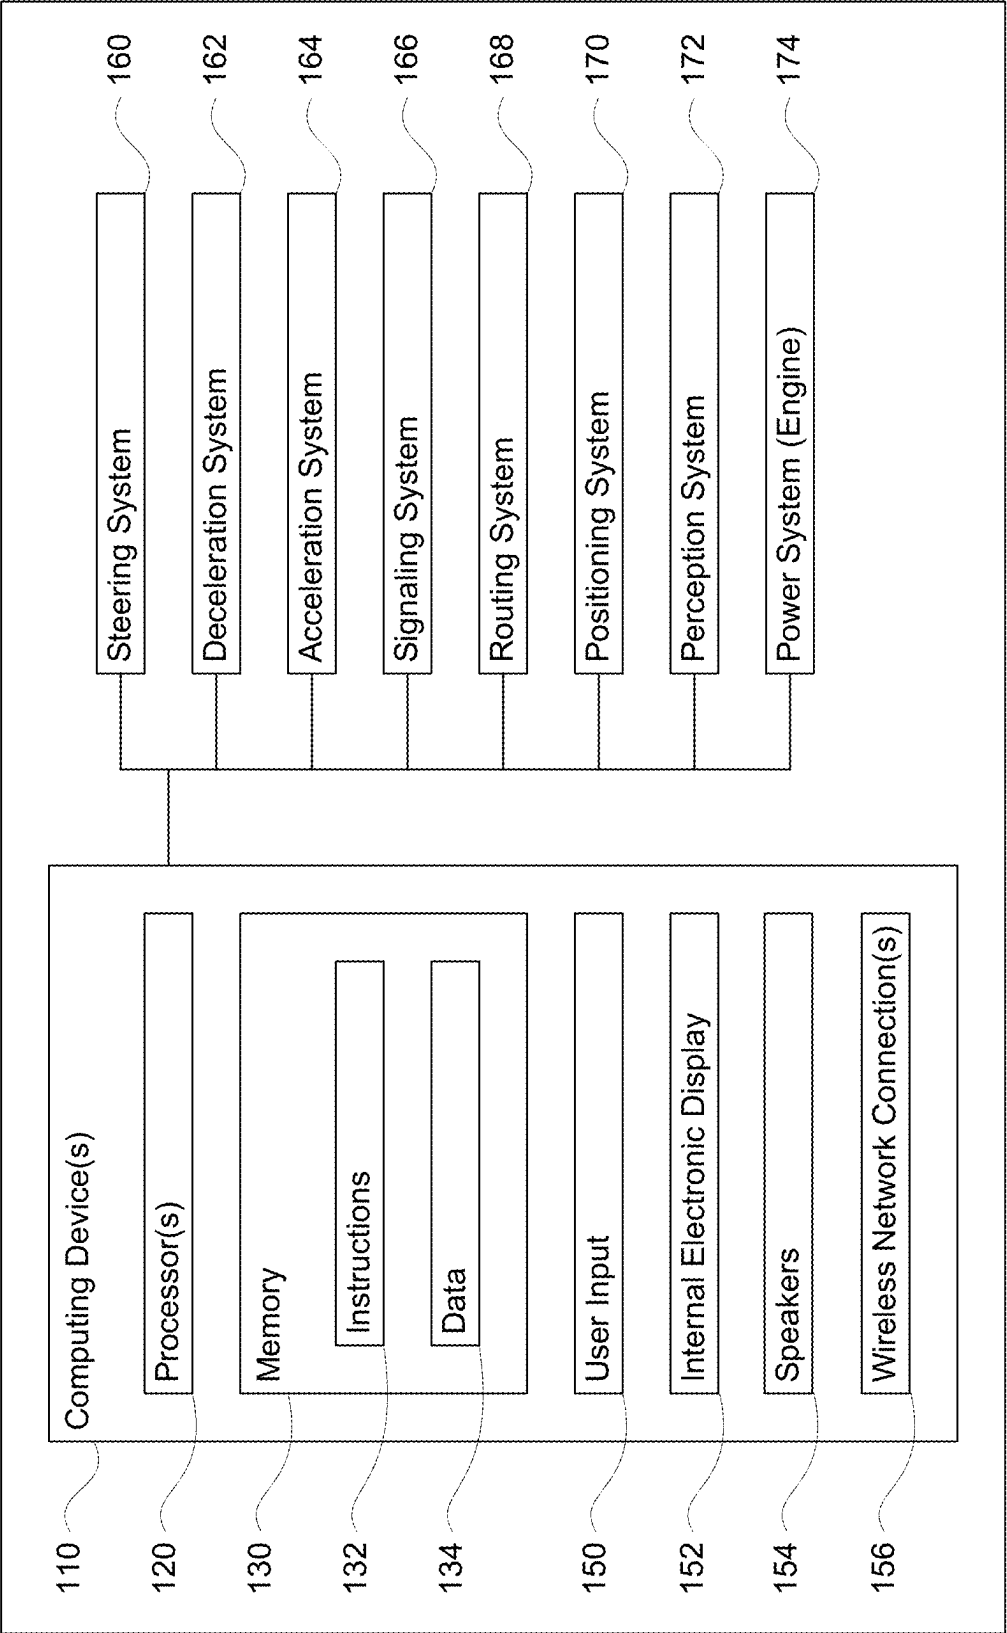 110
Computing Device(s)
120
Processor(s)
130
Memory
132
Instructions
134
Data
150
User Input
152
Internal Electronic Display
154
Speakers
156
Wireless Network Connection(s)
Steering System
160
Deceleration System
162
Acceleration System
164
Signaling System
166
Routing System
168
Positioning System
170
Perception System
172
Power System (Engine)
174